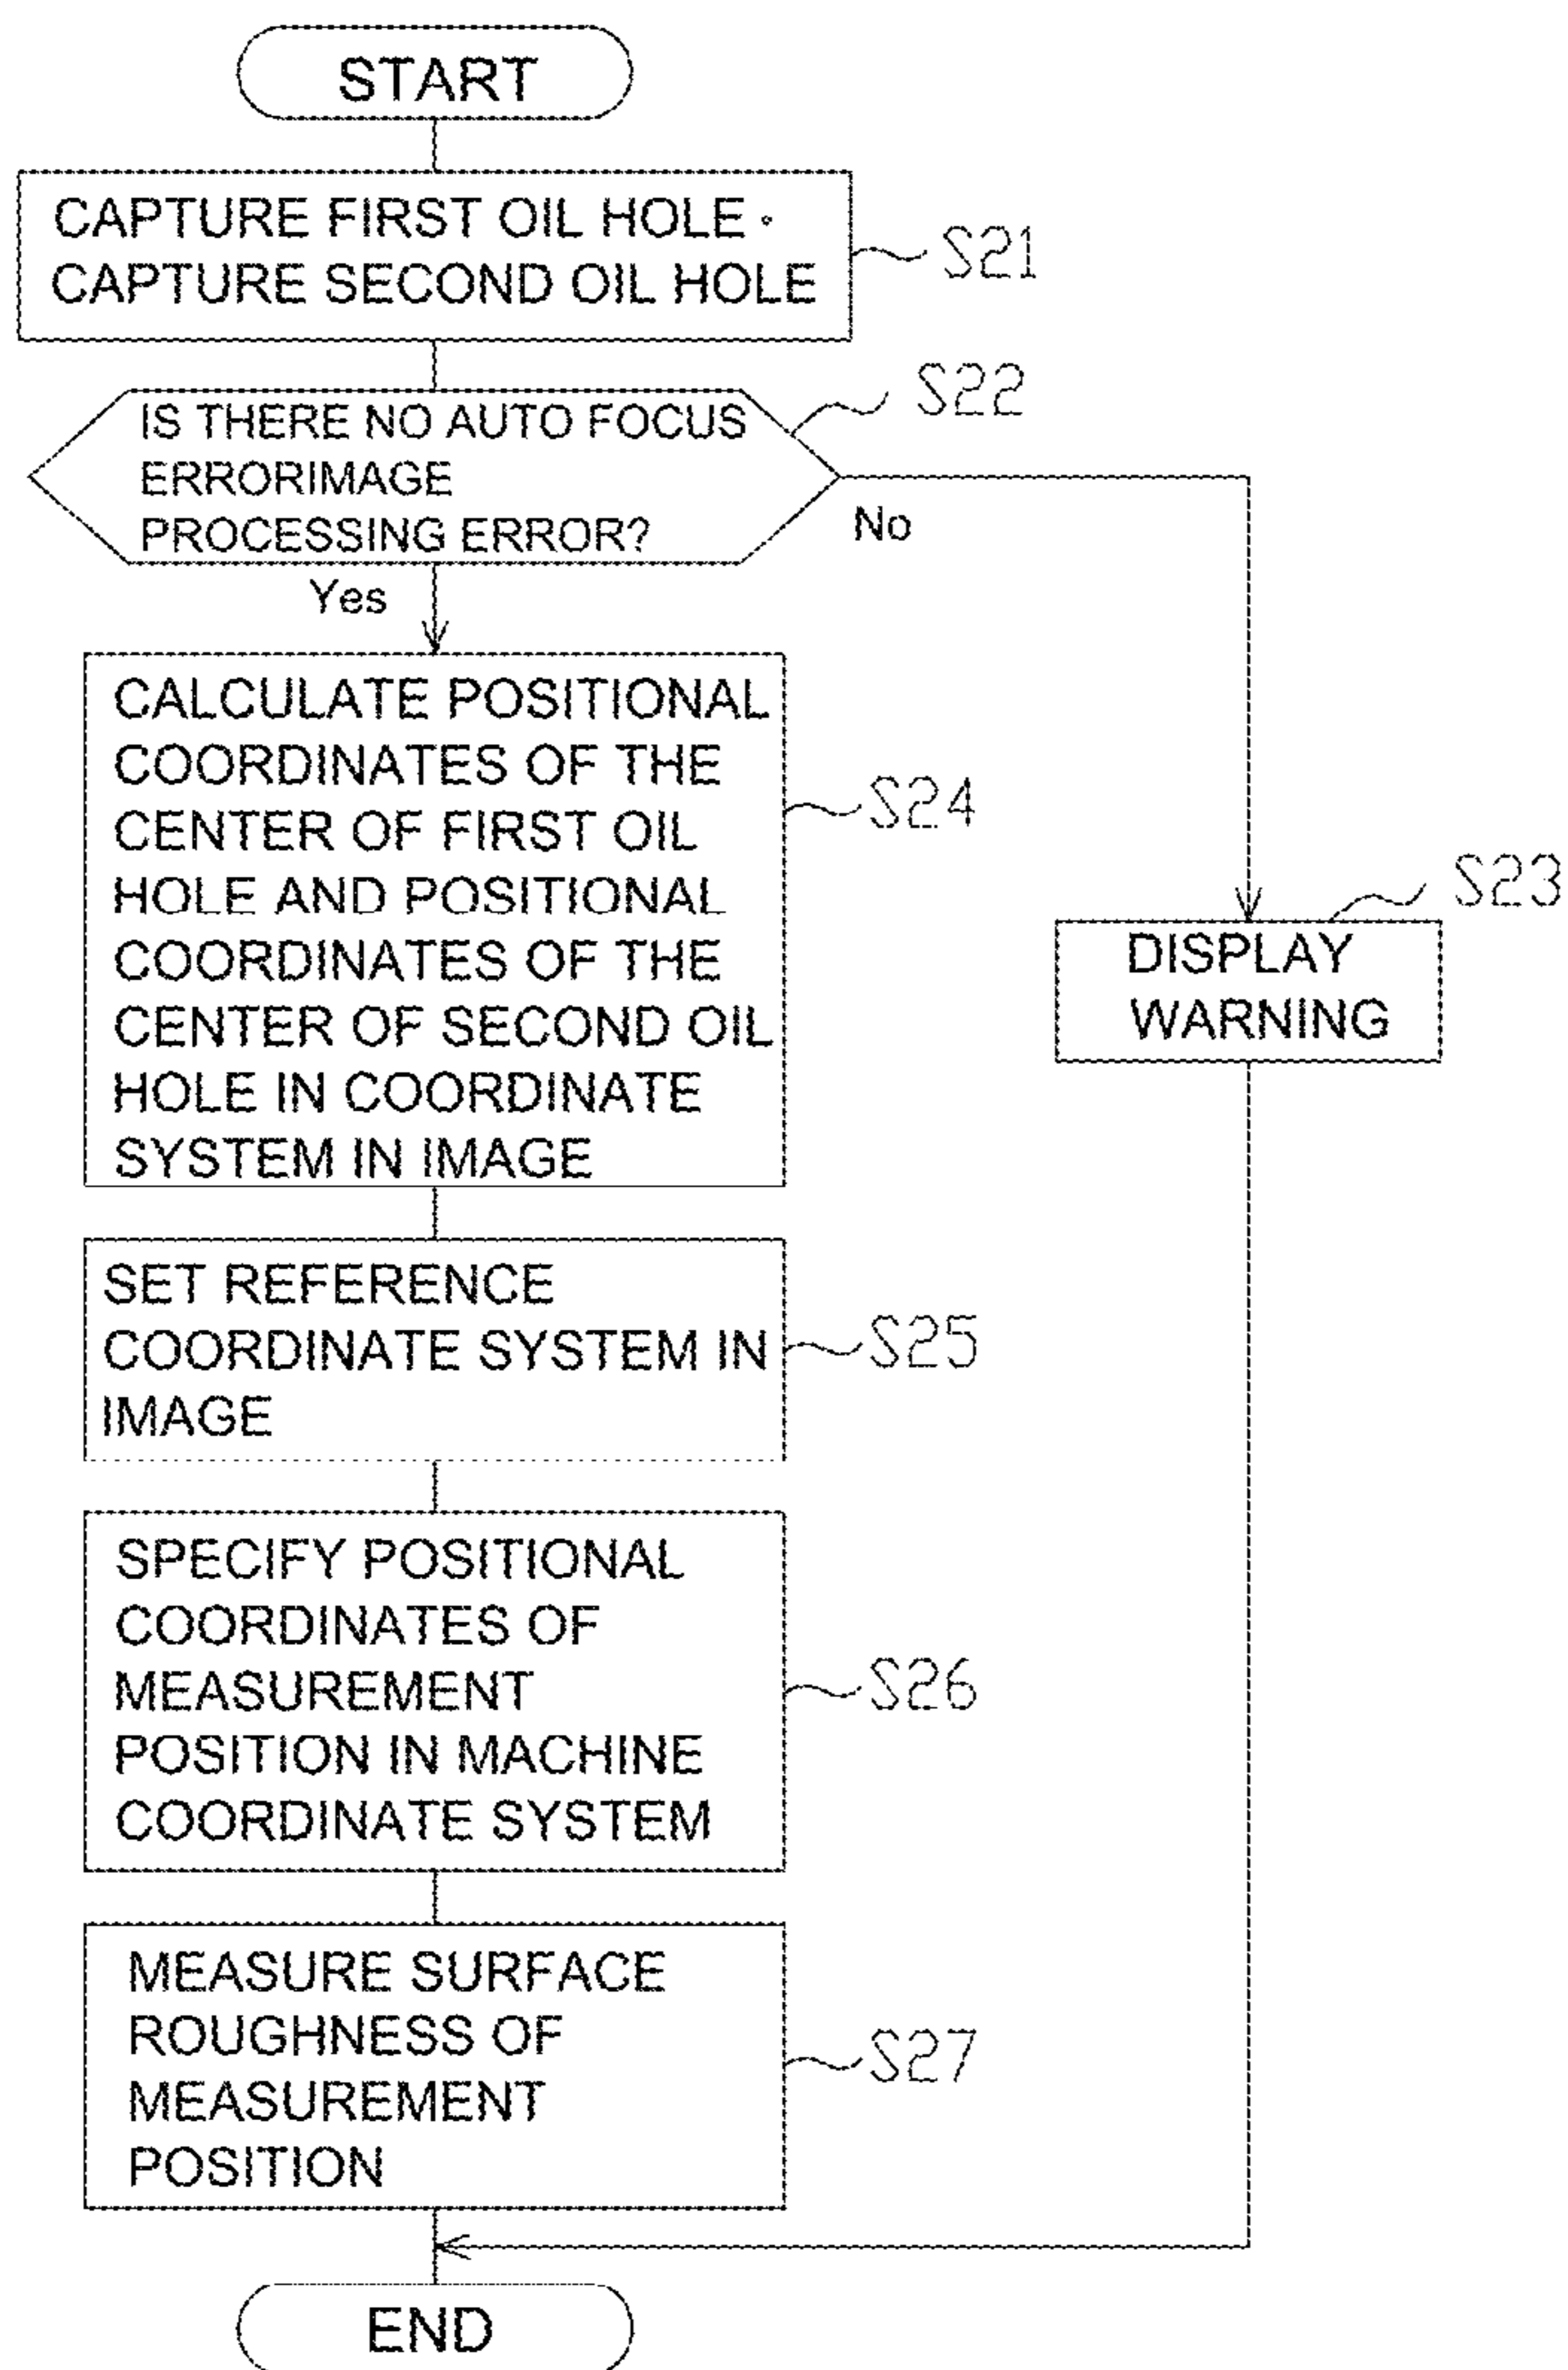 START
CAPTURE FIRST OIL HOLE・
CAPTURE SECOND OIL HOLE
S21
IS THERE NO AUTO FOCUS
ERRORIMAGE
PROCESSING ERROR?
S22
No
Yes
CALCULATE POSITIONAL
COORDINATES OF THE
CENTER OF FIRST OIL
HOLE AND POSITIONAL
COORDINATES OF THE
CENTER OF SECOND OIL
HOLE IN COORDINATE
SYSTEM IN IMAGE
S24
DISPLAY
WARNING
S23
SET REFERENCE
COORDINATE SYSTEM IN
IMAGE
S25
SPECIFY POSITIONAL
COORDINATES OF
MEASUREMENT
POSITION IN MACHINE
COORDINATE SYSTEM
S26
MEASURE SURFACE
ROUGHNESS OF
MEASUREMENT
POSITION
S27
END